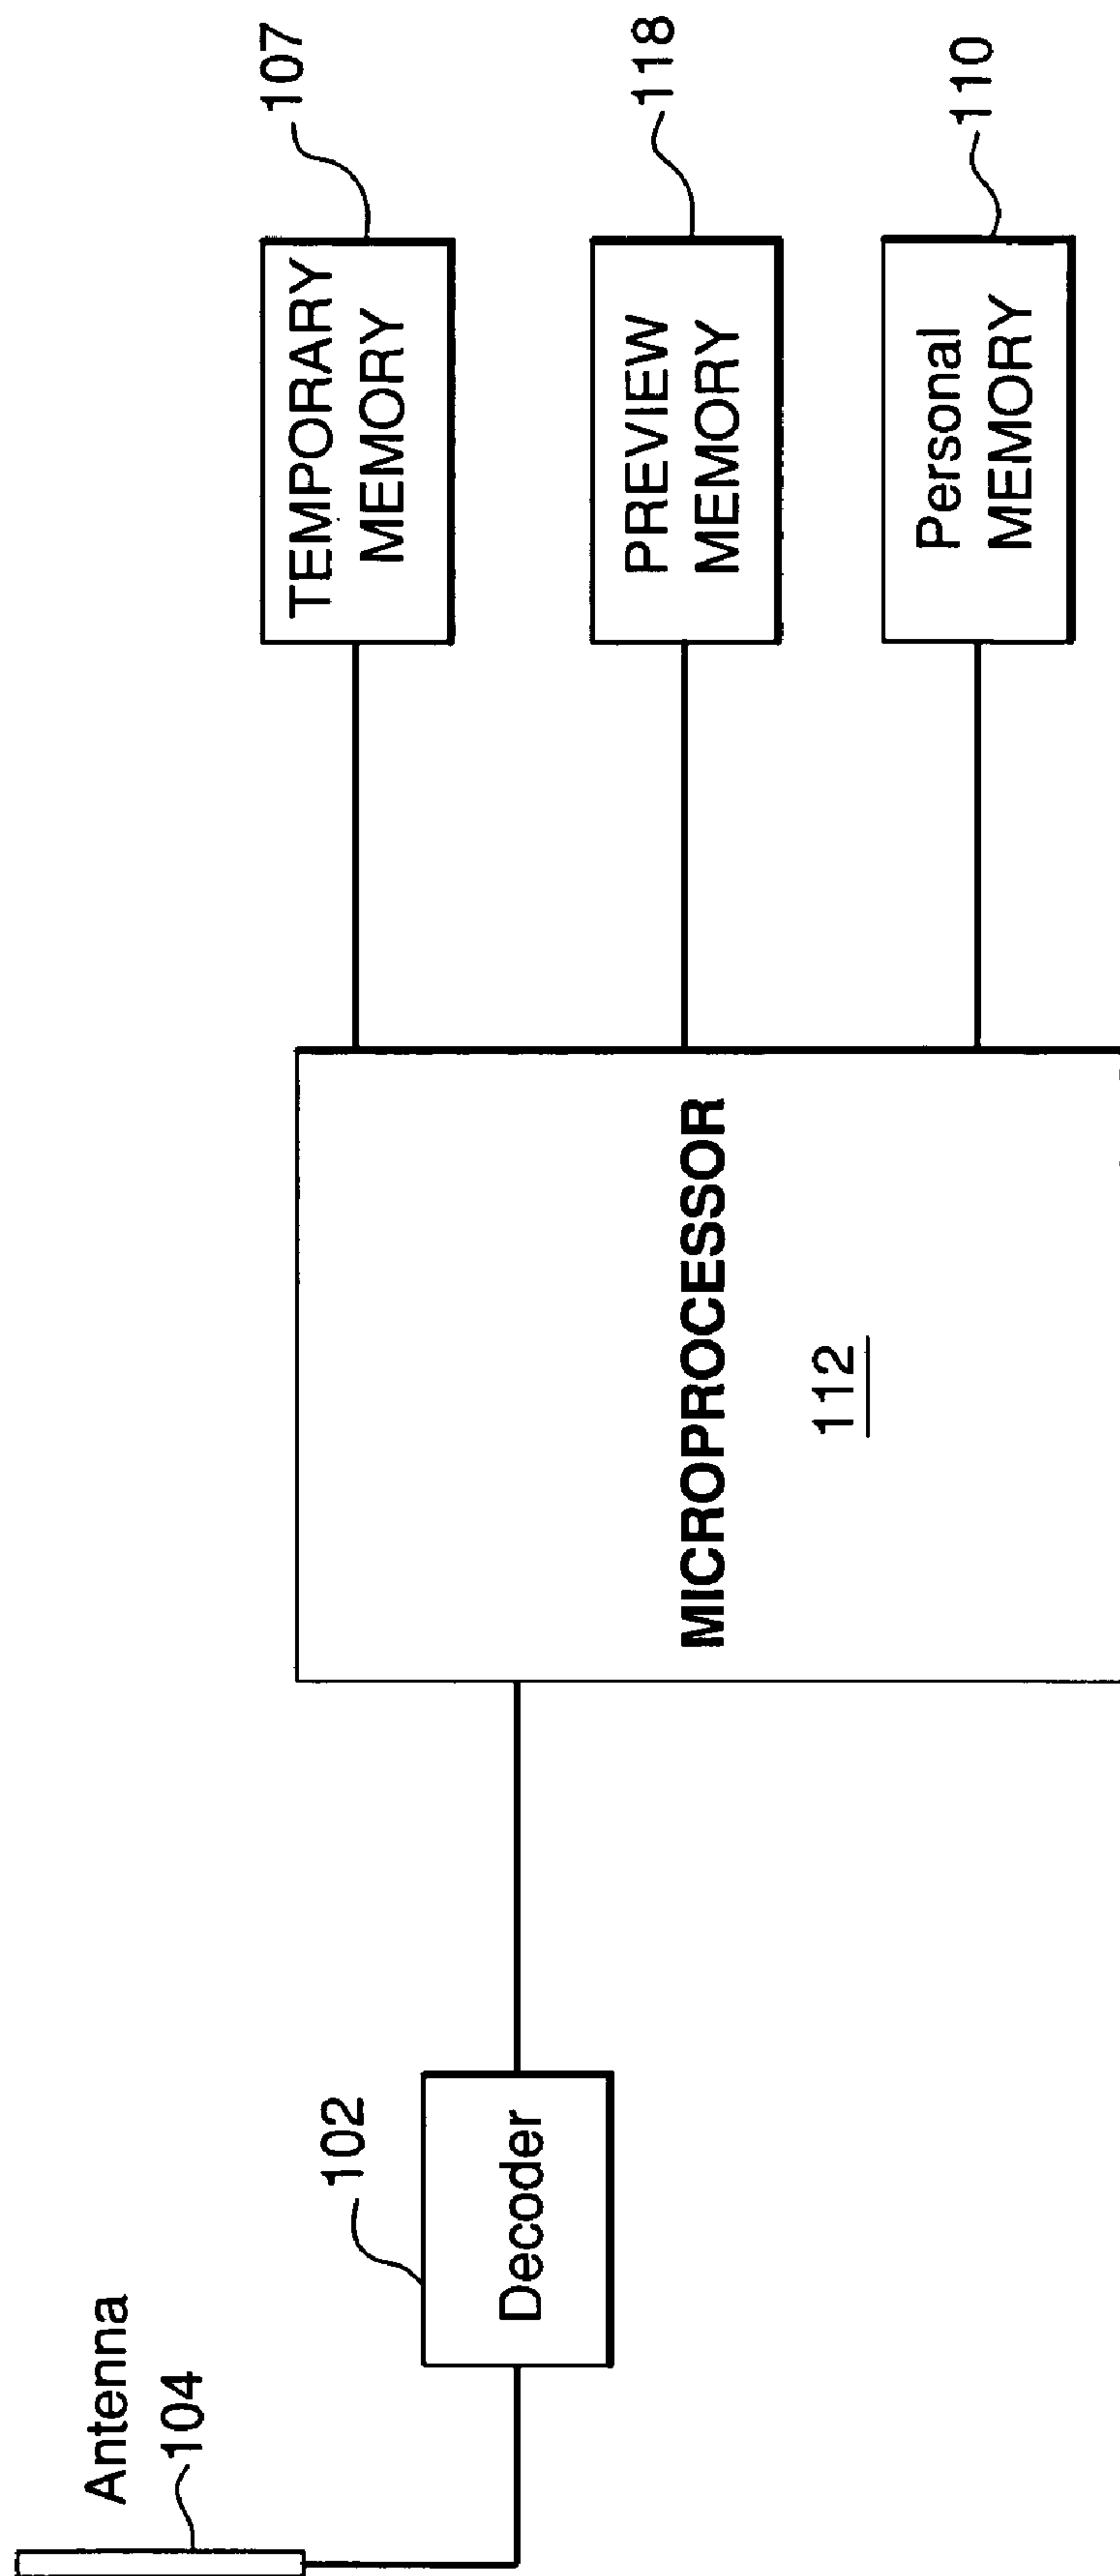 Antenna
104
102
Decoder
MICROPROCESSOR
112
TEMPORARY
MEMORY
107
PREVIEW
MEMORY
118
Personal
MEMORY
110